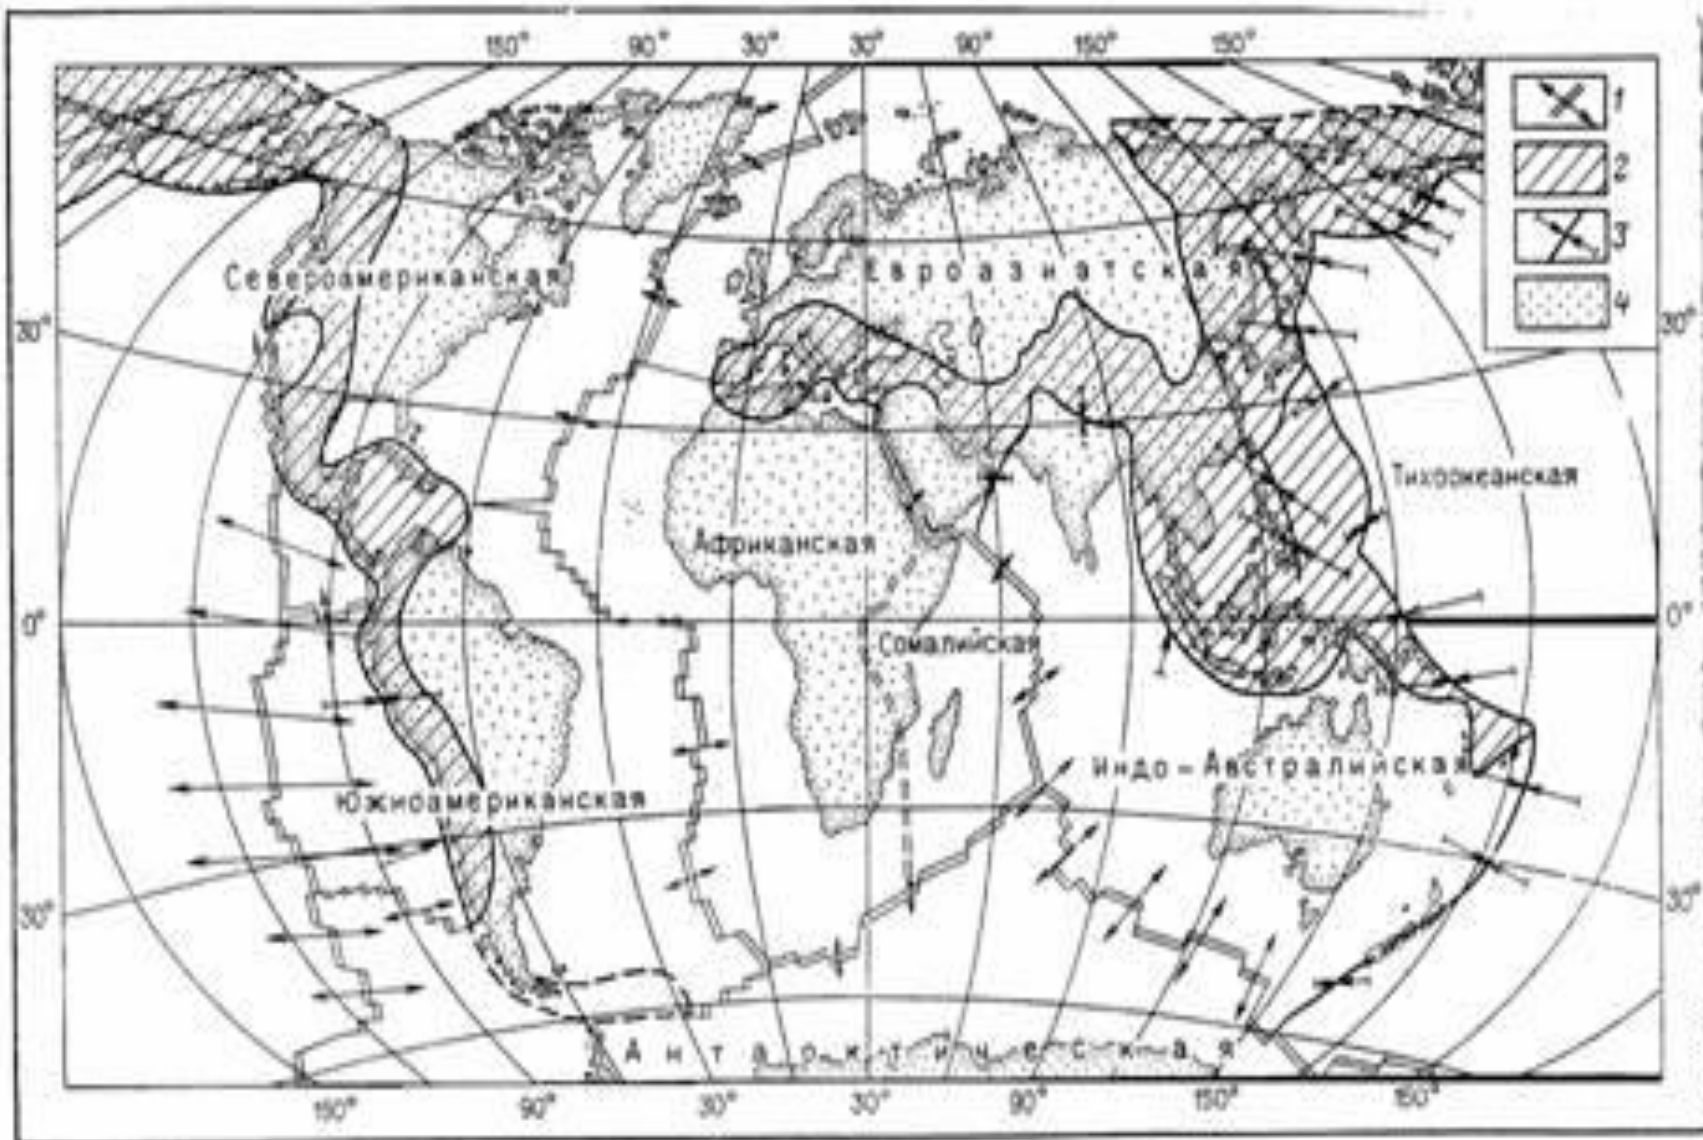 150° 90° 30° 30° 90° 150° 150°
1
2
3
4
Североамериканская
Евроазиатская
30° 30°
Тихоокеанская
Африканская
0° 0°
Сомалийская
Индо-Австралийская
Южноамериканская
30° 30°
Антарктическая
150° 90° 30° 30° 90° 150° 150°